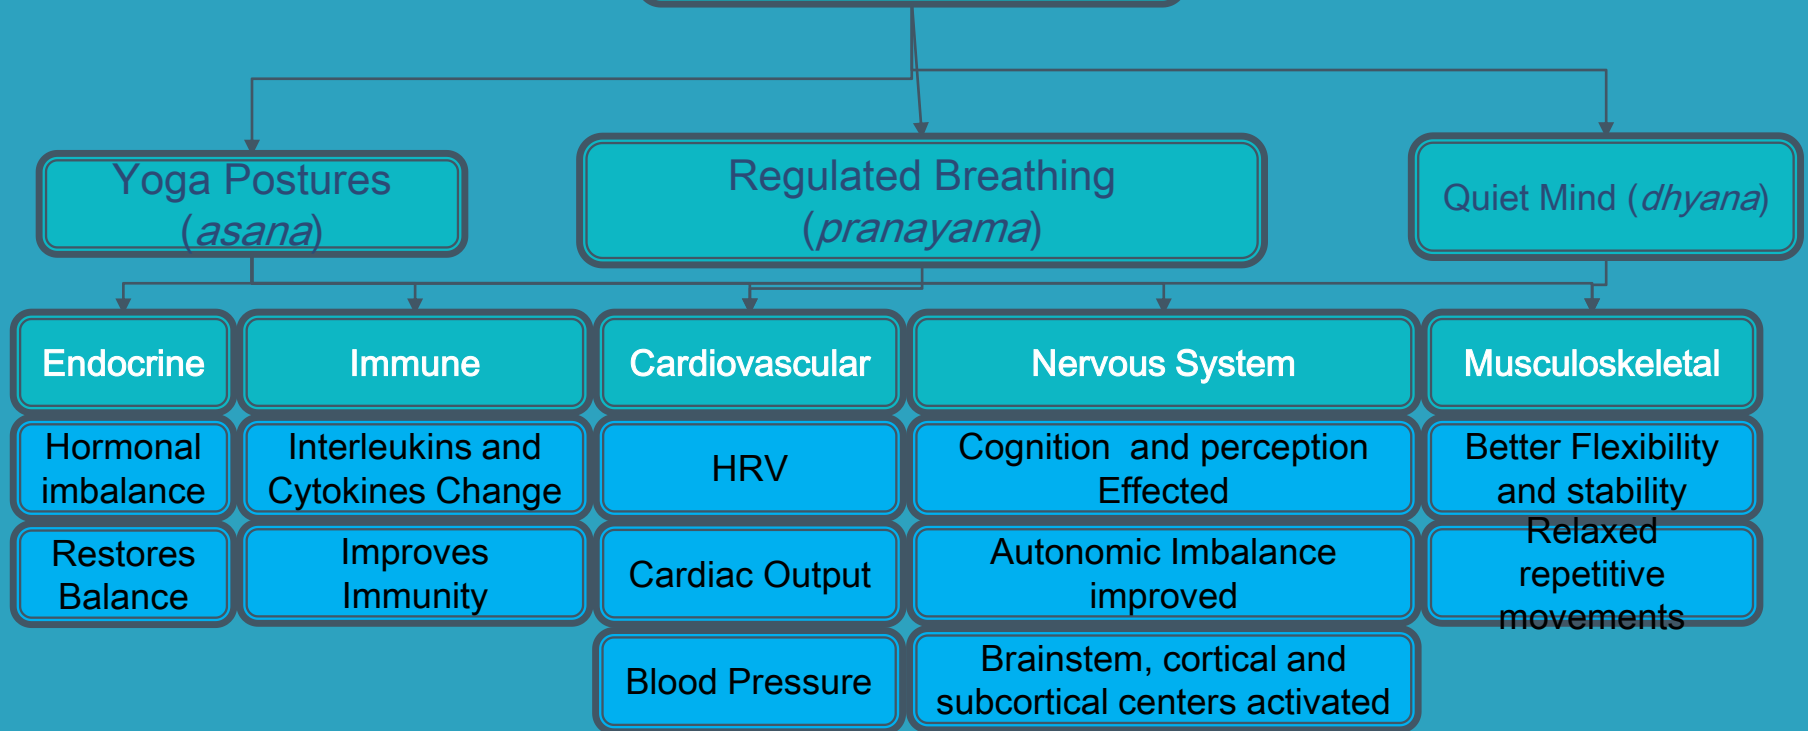 Yoga Postures
(asana)
Regulated Breathing
(pranayama)
Quiet Mind (dhyana)
Endocrine
Immune
Cardiovascular
Nervous System
Musculoskeletal
Hormonal
imbalance
Interleukins and
Cytokines Change
HRV
Cognition  and perception
Effected
Better Flexibility
and stability
Restores
Balance
Improves
Immunity
Cardiac Output
Autonomic Imbalance
improved
Relaxed
repetitive
movements
Blood Pressure
Brainstem, cortical and
subcortical centers activated